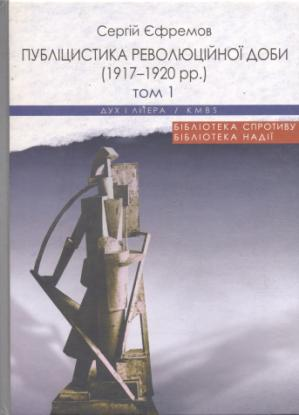 Сергій Єфремов
ПУБЛІЦИСТИКА РЕВОЛЮЦІЙНОЇ ДОБИ
(1917–1920 рр.)
ТОМ 1
ДУХ І ЛІТЕРА / KMBS
БІБЛІОТЕКА СПРОТИВУ
БІБЛІОТЕКА НАДІЇ